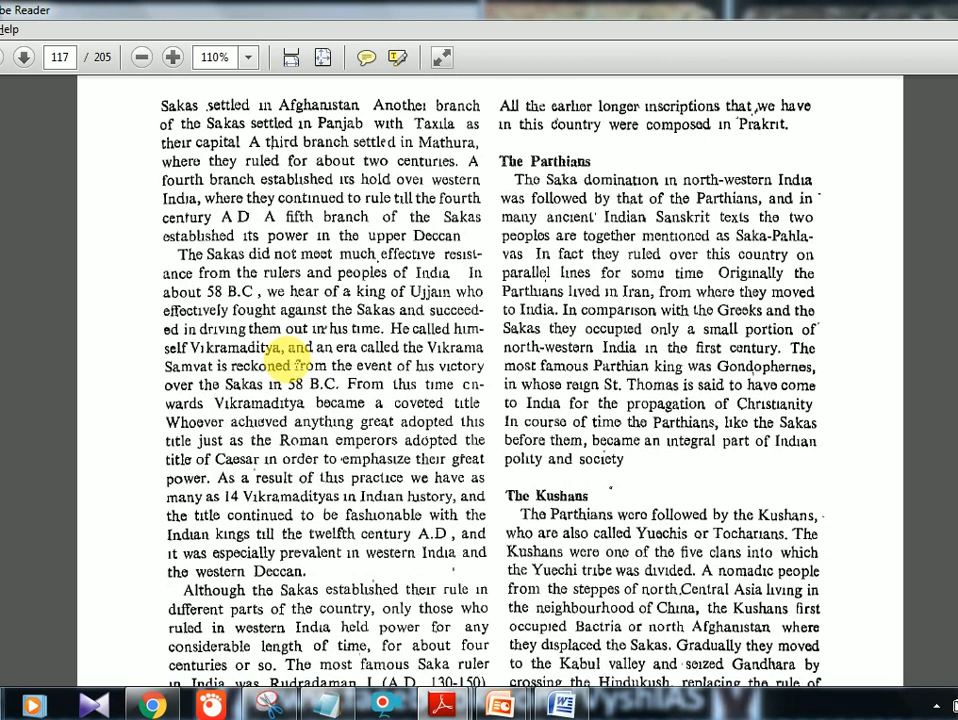 be Reader
Help
117 / 205 110%
Sakas settled in Afghanistan Another branch
of the Sakas settled in Panjab with Taxila as
their capital A third branch settled in Mathura,
where they ruled for about two centuries. A
fourth branch established its hold over western
India, where they continued to rule till the fourth
century A D A fifth branch of the Sakas
established its power in the upper Deccan
The Sakas did not meet much effective resist-
ance from the rulers and peoples of India In
about 58 B.C , we hear of a king of Ujjain who
effectively fought against the Sakas and succeed-
ed in driving them out in his time. He called him-
self Vikramaditya, and an era called the Vikrama
Samvat is reckoned from the event of his victory
over the Sakas in 58 B.C. From this time on-
wards Vikramaditya became a coveted title
Whoever achieved anything great adopted this
title just as the Roman emperors adopted the
title of Caesar in order to emphasize their great
power. As a result of this practice we have as
many as 14 Vikramadityas in Indian history, and
the title continued to be fashionable with the
Indian kings till the twelfth century A.D , and
it was especially prevalent in western India and
the western Deccan.
Although the Sakas established their rule in
different parts of the country, only those who
ruled in western India held power for any
considerable length of time, for about four
centuries or so. The most famous Saka ruler
in India was Rudradaman I (A.D. 130-150)
All the earlier longer inscriptions that we have
in this country were composed in Prakrit.
The Parthians
The Saka domination in north-western India
was followed by that of the Parthians, and in
many ancient Indian Sanskrit texts the two
peoples are together mentioned as Saka-Pahla-
vas In fact they ruled over this country on
parallel lines for some time Originally the
Parthians lived in Iran, from where they moved
to India. In comparison with the Greeks and the
Sakas they occupied only a small portion of
north-western India in the first century. The
most famous Parthian king was Gondophernes,
in whose reign St. Thomas is said to have come
to India for the propagation of Christianity
In course of time the Parthians, like the Sakas
before them, became an integral part of Indian
polity and society
The Kushans
The Parthians were followed by the Kushans,
who are also called Yuechis or Tocharians. The
Kushans were one of the five clans into which
the Yuechi tribe was divided. A nomadic people
from the steppes of north Central Asia living in
the neighbourhood of China, the Kushans first
occupied Bactria or north Afghanistan where
they displaced the Sakas. Gradually they moved
to the Kabul valley and seized Gandhara by
crossing the Hindukush, replacing the rule of